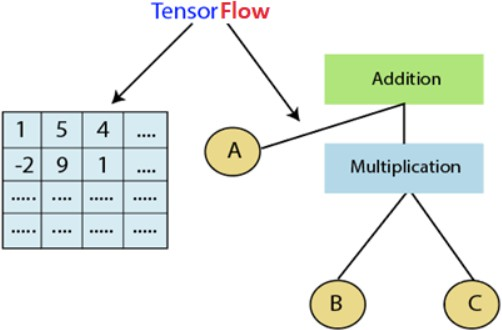 TensorFlow
Addition
1 5 4 ....
A
-2 9 1 ....
Multiplication
..... .... ..... .....
..... .... ..... .....
B
C